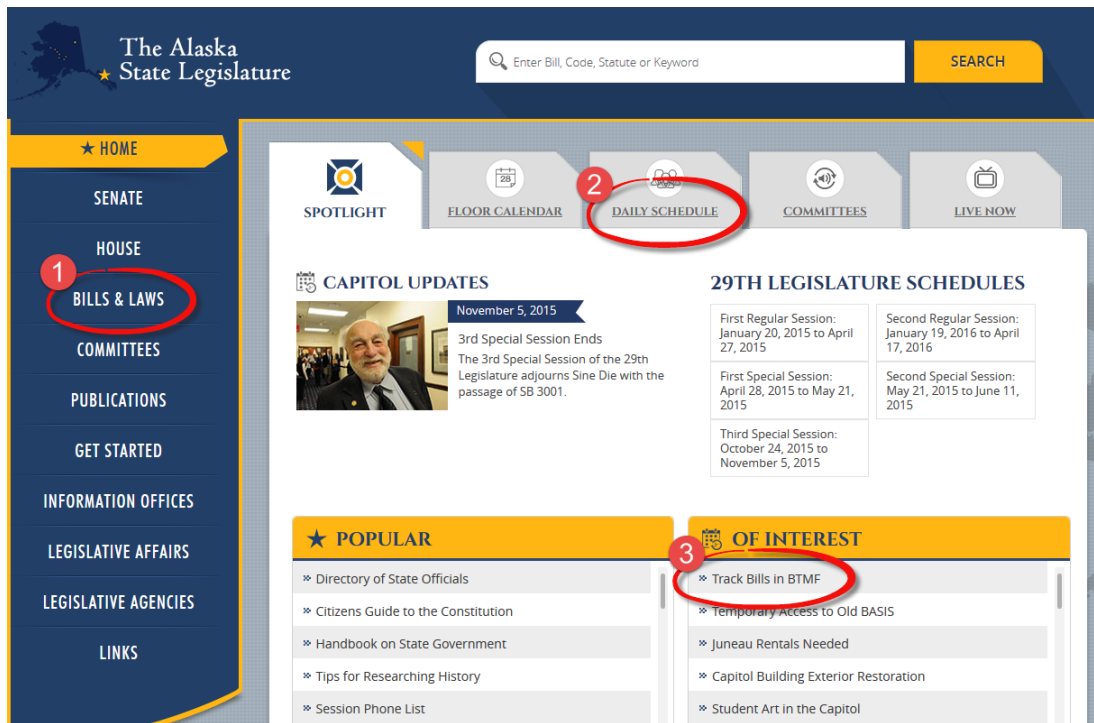 The Alaska
State Legislature
Enter Bill, Code, Statute or Keyword
SEARCH
HOME
SENATE
HOUSE
1
BILLS & LAWS
COMMITTEES
PUBLICATIONS
GET STARTED
INFORMATION OFFICES
LEGISLATIVE AFFAIRS
LEGISLATIVE AGENCIES
LINKS
SPOTLIGHT
28
FLOOR CALENDAR
2
DAILY SCHEDULE
COMMITTEES
LIVE NOW
CAPITOL UPDATES
November 5, 2015
3rd Special Session Ends
The 3rd Special Session of the 29th
Legislature adjourns Sine Die with the
passage of SB 3001.
29TH LEGISLATURE SCHEDULES
First Regular Session:
January 20, 2015 to April
27, 2015
Second Regular Session:
January 19, 2016 to April
17, 2016
First Special Session:
April 28, 2015 to May 21,
2015
Second Special Session:
May 21, 2015 to June 11,
2015
Third Special Session:
October 24, 2015 to
November 5, 2015
POPULAR
» Directory of State Officials
» Citizens Guide to the Constitution
» Handbook on State Government
» Tips for Researching History
» Session Phone List
OF INTEREST
3
» Track Bills in BTMF
» Temporary Access to Old BASIS
» Juneau Rentals Needed
» Capitol Building Exterior Restoration
» Student Art in the Capitol